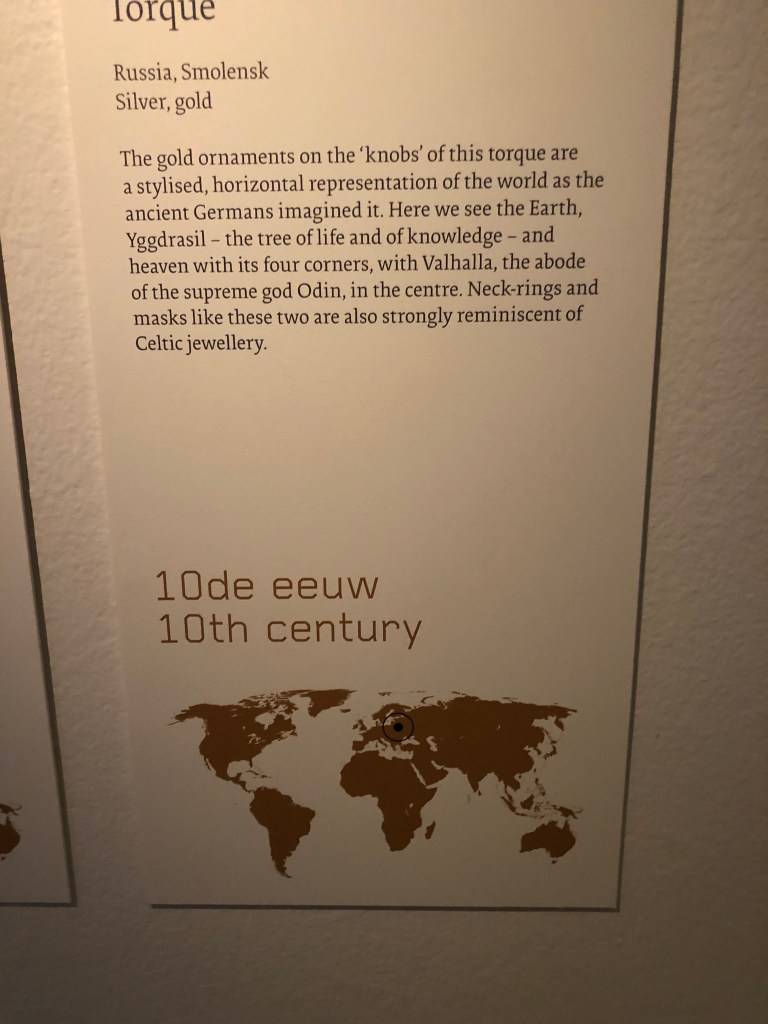 Torque
Russia, Smolensk
Silver, gold
The gold ornaments on the ‘knobs’ of this torque are
a stylised, horizontal representation of the world as the
ancient Germans imagined it. Here we see the Earth,
Yggdrasil – the tree of life and of knowledge – and
heaven with its four corners, with Valhalla, the abode
of the supreme god Odin, in the centre. Neck-rings and
masks like these two are also strongly reminiscent of
Celtic jewellery.
10de eeuw
10th century